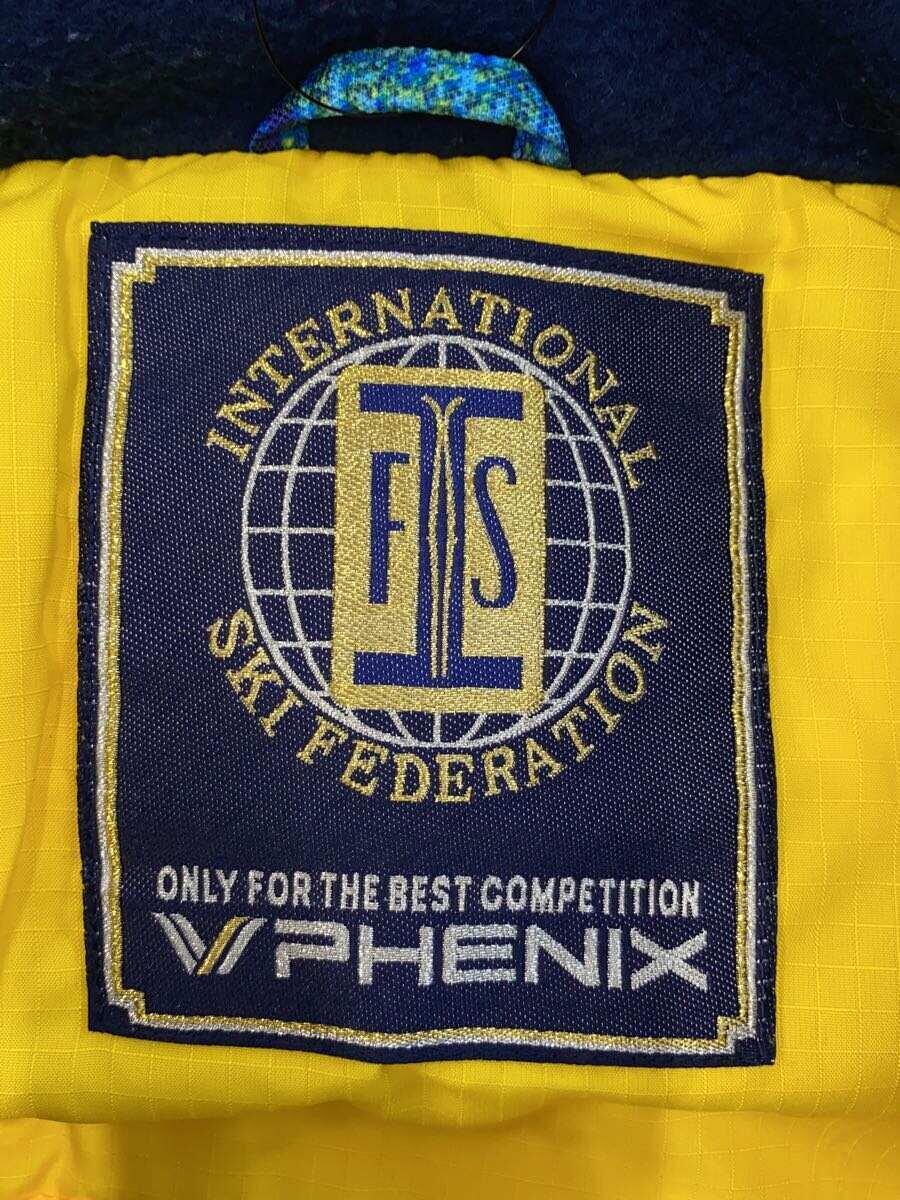 INTERNATIONAL
FIS
SKI FEDERATION
ONLY FOR THE BEST COMPETITION
PHENIX